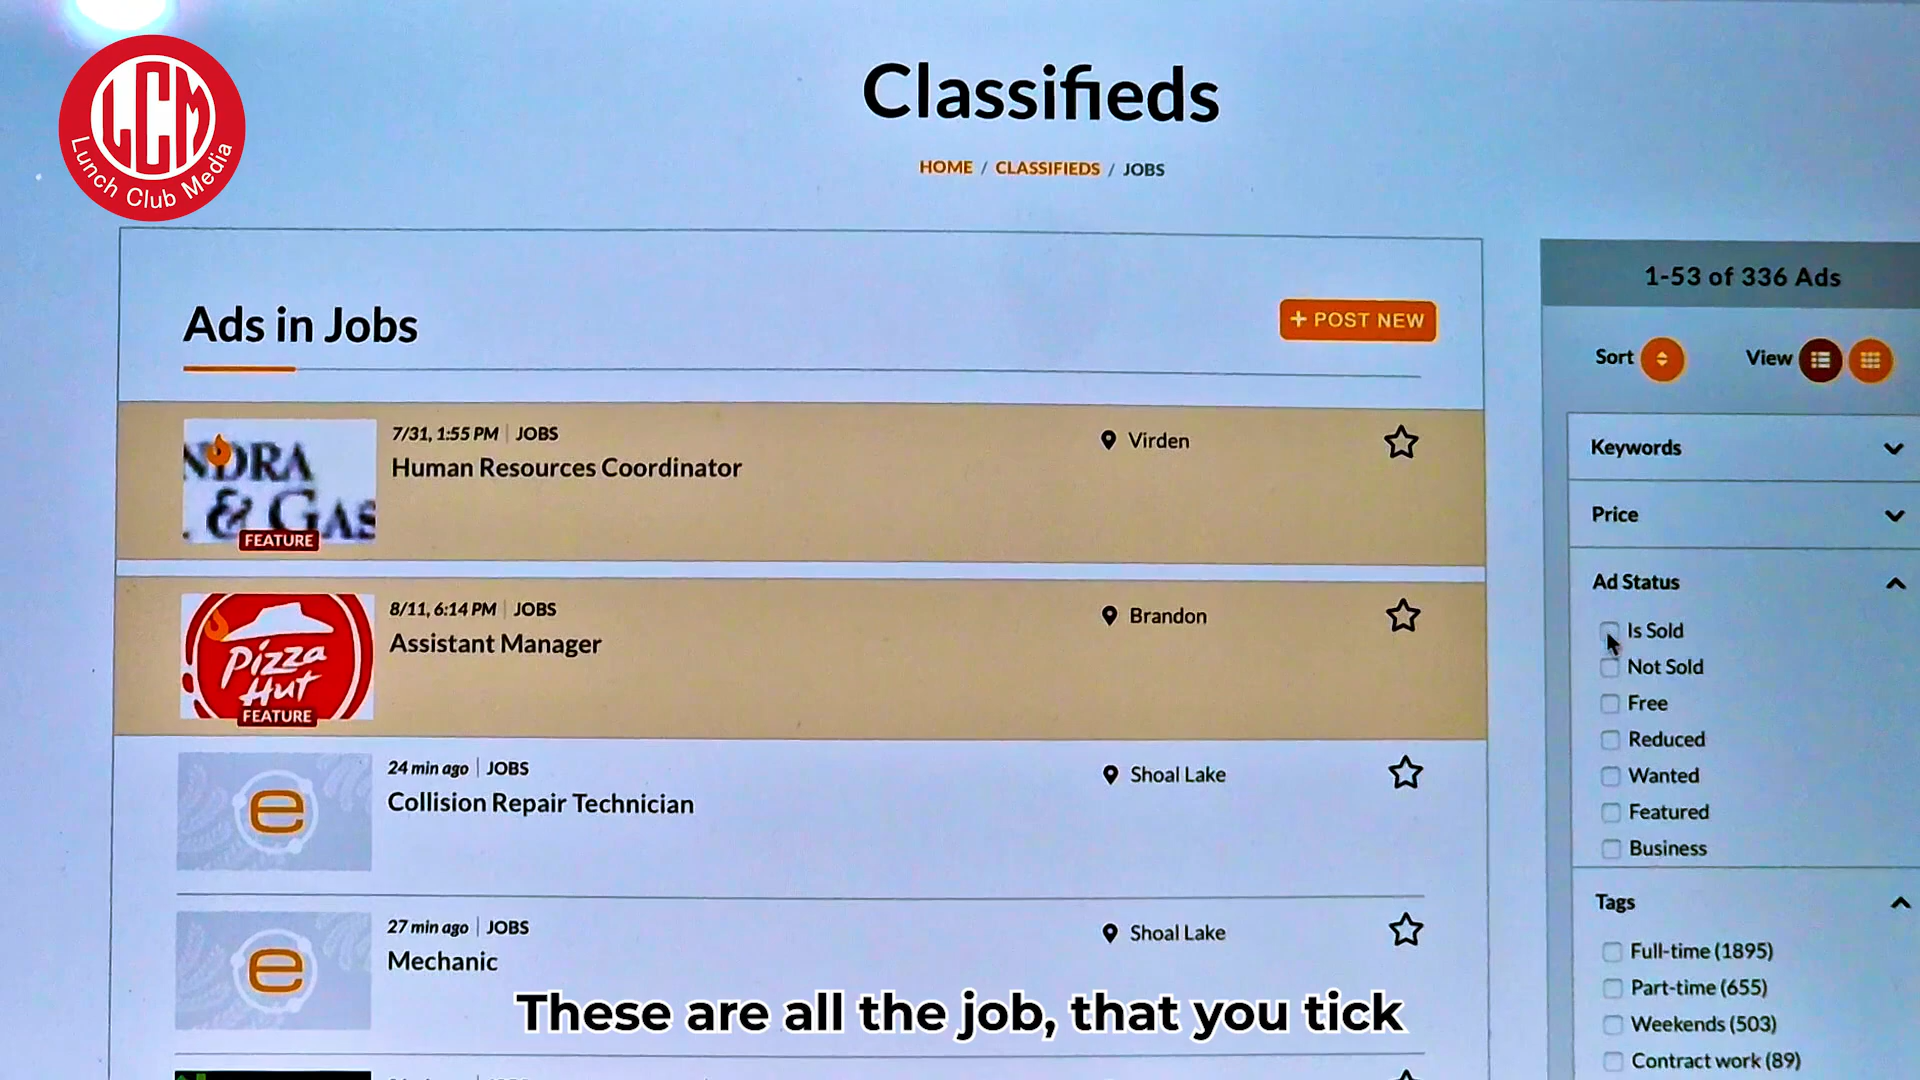 LCM
Lunch Club Media
Classifieds
HOME / CLASSIFIEDS / JOBS
1-53 of 336 Ads
Ads in Jobs
+ POST NEW
Sort
View
7/31, 1:55 PM | JOBS
Human Resources Coordinator
Virden
NDRA
& GAS
FEATURE
Keywords
Price
8/11, 6:14 PM | JOBS
Assistant Manager
Brandon
Pizza
Hut
FEATURE
Ad Status
Is Sold
Not Sold
Free
Reduced
Wanted
Featured
Business
24 min ago | JOBS
Collision Repair Technician
Shoal Lake
e
27 min ago | JOBS
Mechanic
Shoal Lake
e
Tags
Full-time (1895)
Part-time (655)
Weekends (503)
Contract work (89)
These are all the job, that you tick